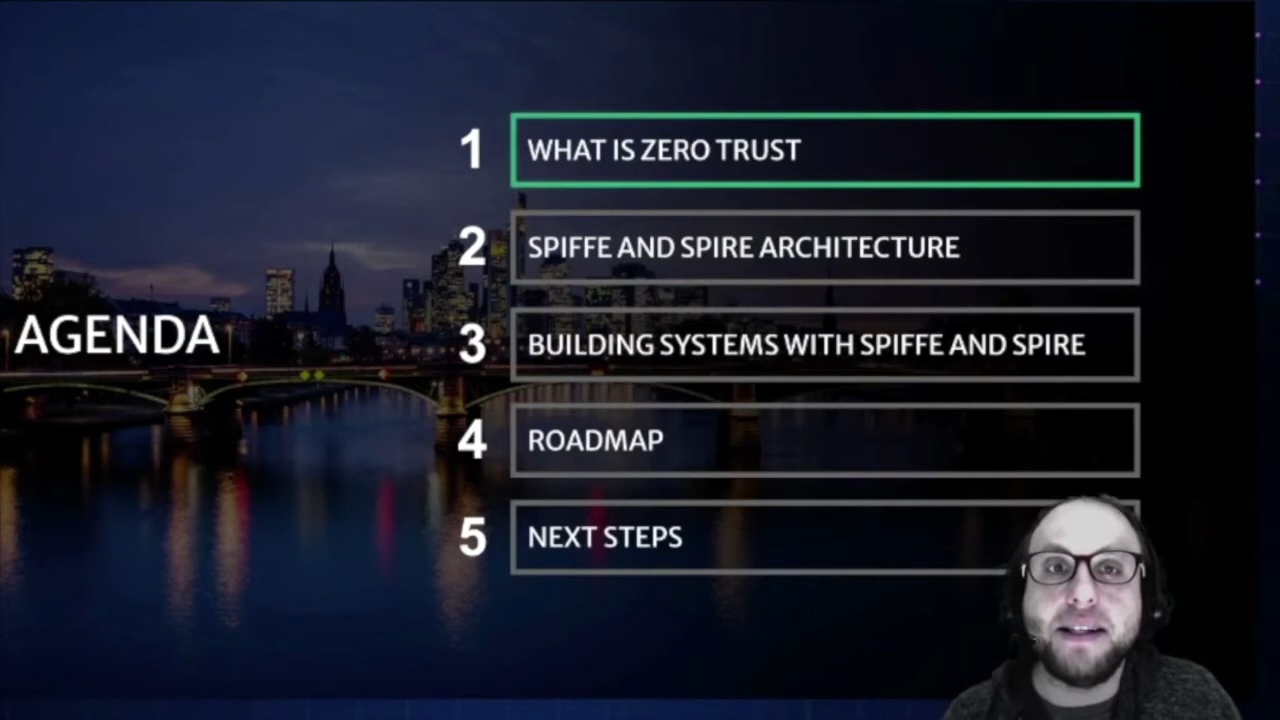 AGENDA
1 WHAT IS ZERO TRUST
2 SPIFFE AND SPIRE ARCHITECTURE
3 BUILDING SYSTEMS WITH SPIFFE AND SPIRE
4 ROADMAP
5 NEXT STEPS